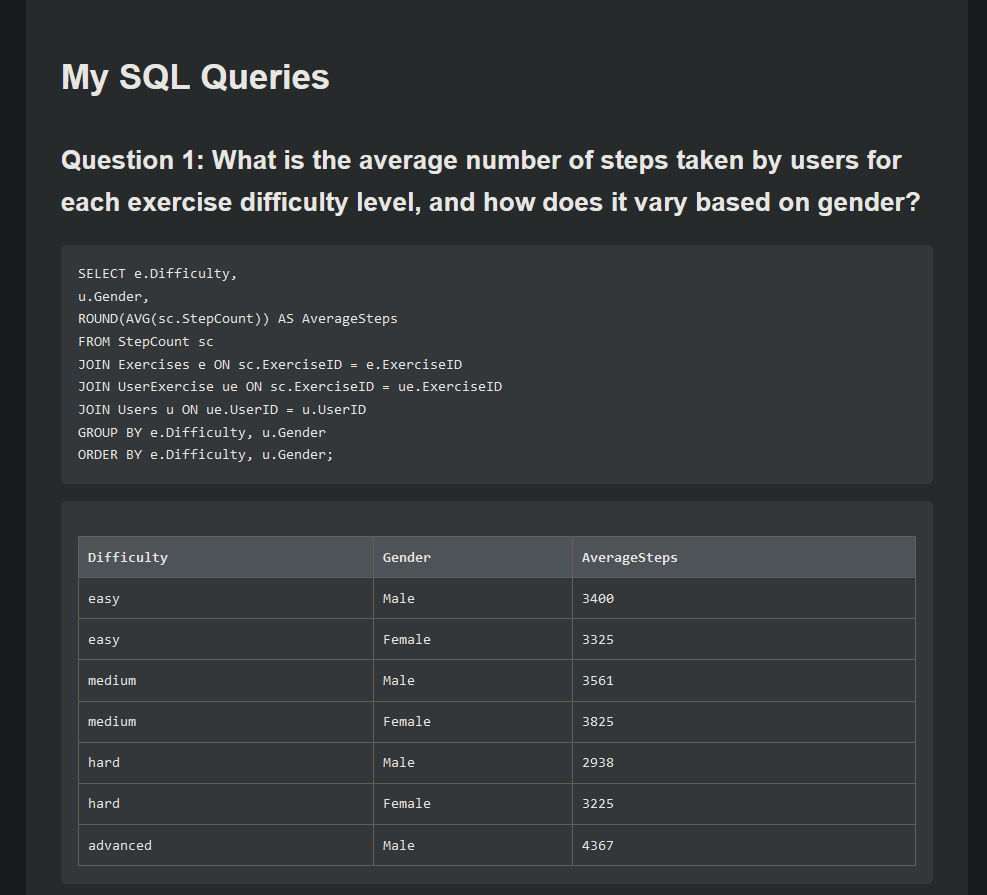 My SQL Queries
Question 1: What is the average number of steps taken by users for
each exercise difficulty level, and how does it vary based on gender?
SELECT e.Difficulty,
u.Gender,
ROUND(AVG(sc.StepCount)) AS AverageSteps
FROM StepCount sc
JOIN Exercises e ON sc.ExerciseID = e.ExerciseID
JOIN UserExercise ue ON sc.ExerciseID = ue.ExerciseID
JOIN Users u ON ue.UserID = u.UserID
GROUP BY e.Difficulty, u.Gender
ORDER BY e.Difficulty, u.Gender;
Difficulty Gender AverageSteps
easy Male 3400
easy Female 3325
medium Male 3561
medium Female 3825
hard Male 2938
hard Female 3225
advanced Male 4367